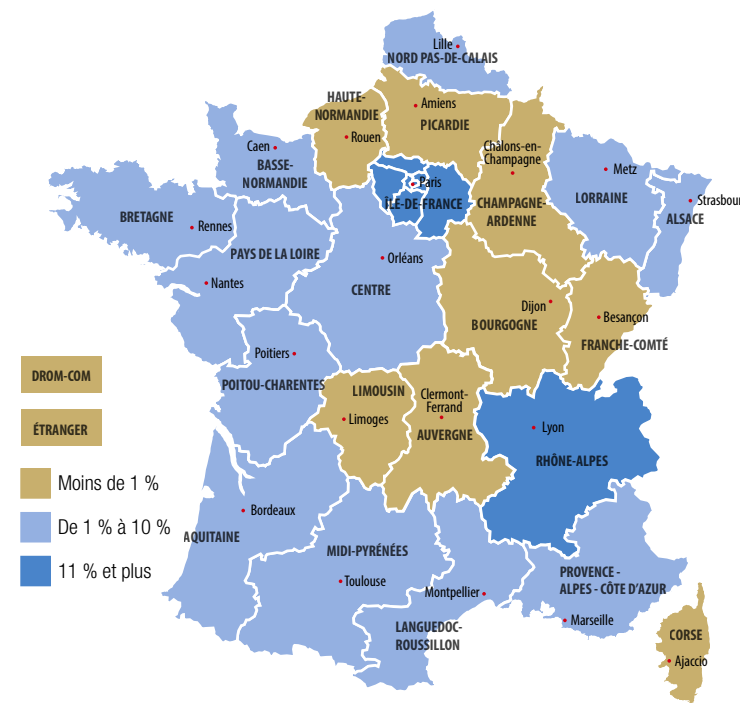 Lille
NORD PAS-DE-CALAIS
HAUTE-
NORMANDIE
Amiens
PICARDIE
Rouen
Caen
BASSE-
NORMANDIE
Châlons-en-
Champagne
CHAMPAGNE-
ARDENNE
Metz
LORRAINE
Strasbour
ALSACE
Paris
ÎLE-DE-FRANCE
BRETAGNE
Rennes
PAYS DE LA LOIRE
Nantes
Orléans
CENTRE
Dijon
BOURGOGNE
Besançon
FRANCHE-COMTÉ
Poitiers
POITOU-CHARENTES
LIMOUSIN
Limoges
Clermont-
Ferrand
AUVERGNE
Lyon
RHÔNE-ALPES
DROM-COM
ÉTRANGER
Moins de 1 %
De 1 % à 10 %
11 % et plus
Bordeaux
AQUITAINE
MIDI-PYRÉNÉES
Toulouse
Montpellier
LANGUEDOC-
ROUSSILLON
PROVENCE -
ALPES - CÔTE D'AZUR
Marseille
CORSE
Ajaccio